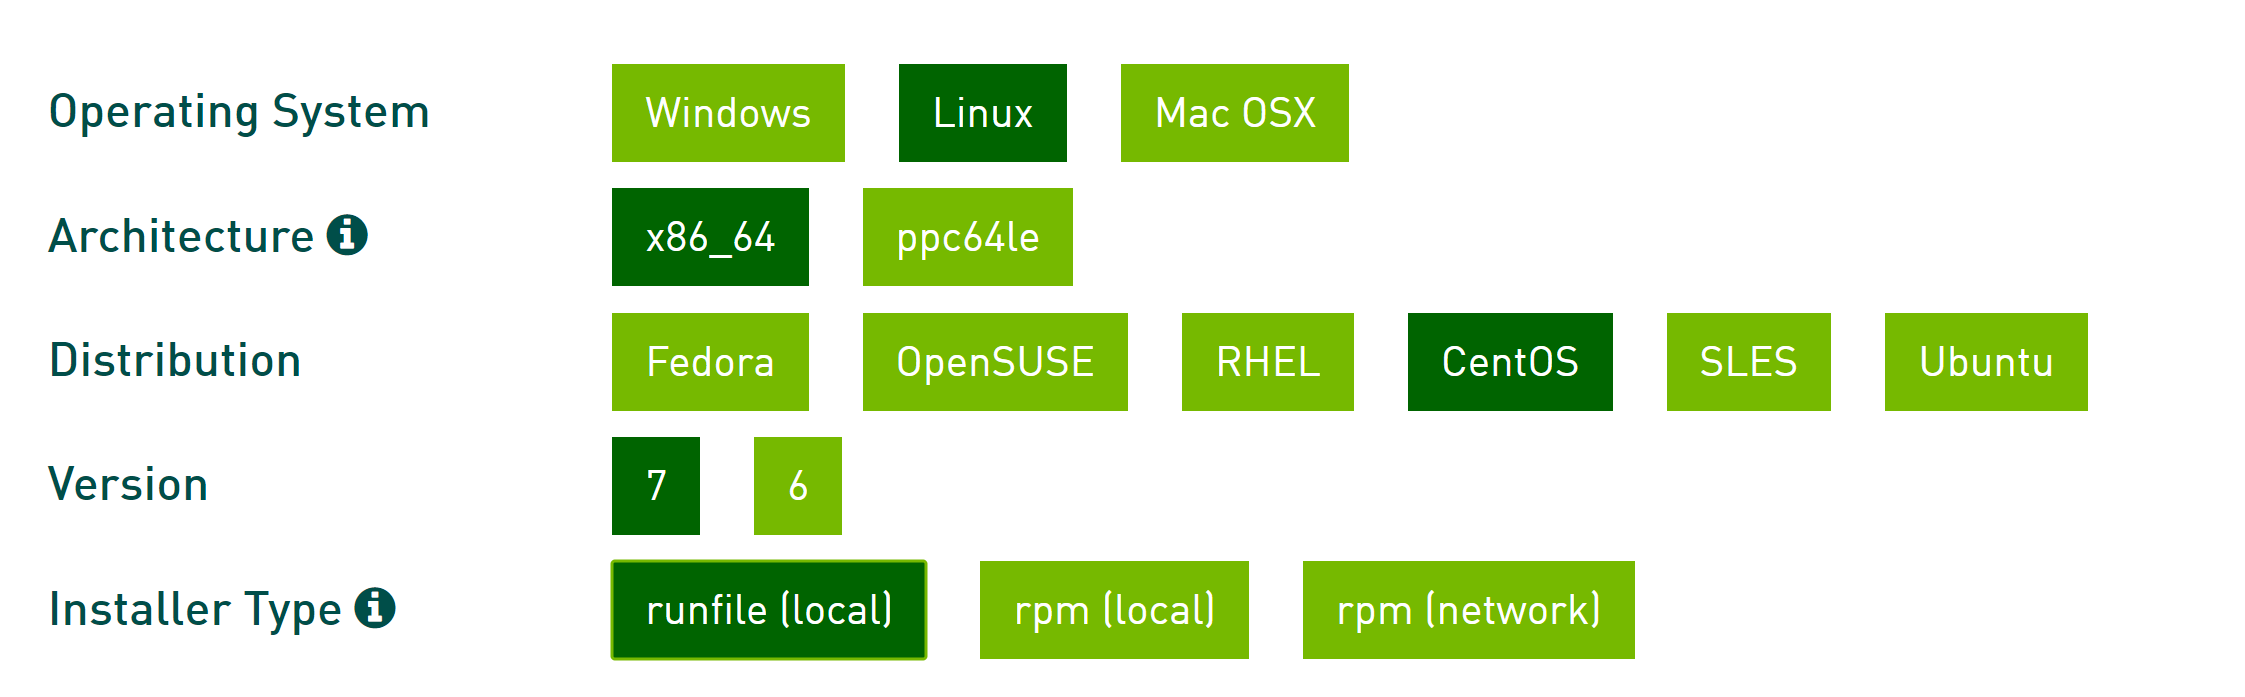 Operating System Windows Linux Mac OSX
Architecture x86_64 ppc64le
Distribution Fedora OpenSUSE RHEL CentOS SLES Ubuntu
Version 7 6
Installer Type runfile (local) rpm (local) rpm (network)